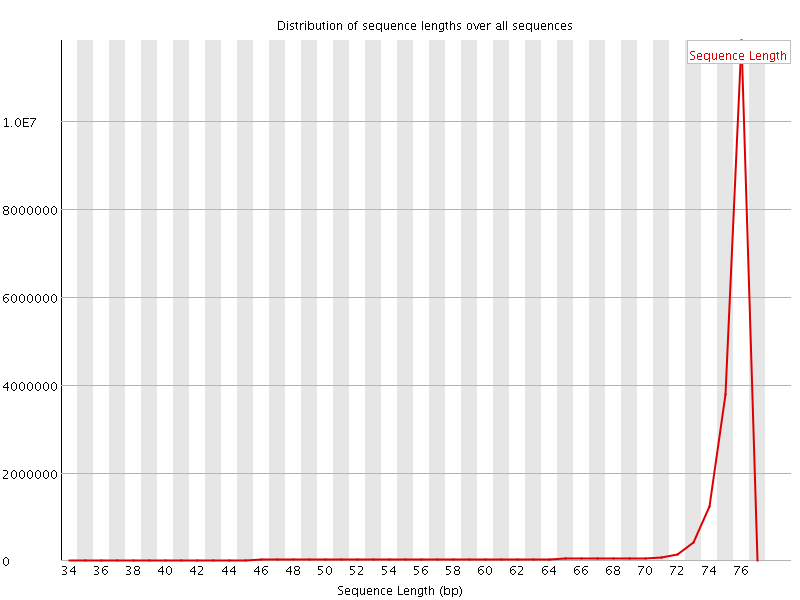 Distribution of sequence lengths over all sequences
Sequence Length
1.0E7
8000000
6000000
4000000
2000000
0
34 36 38 40 42 44 46 48 50 52 54 56 58 60 62 64 66 68 70 72 74 76
Sequence Length (bp)